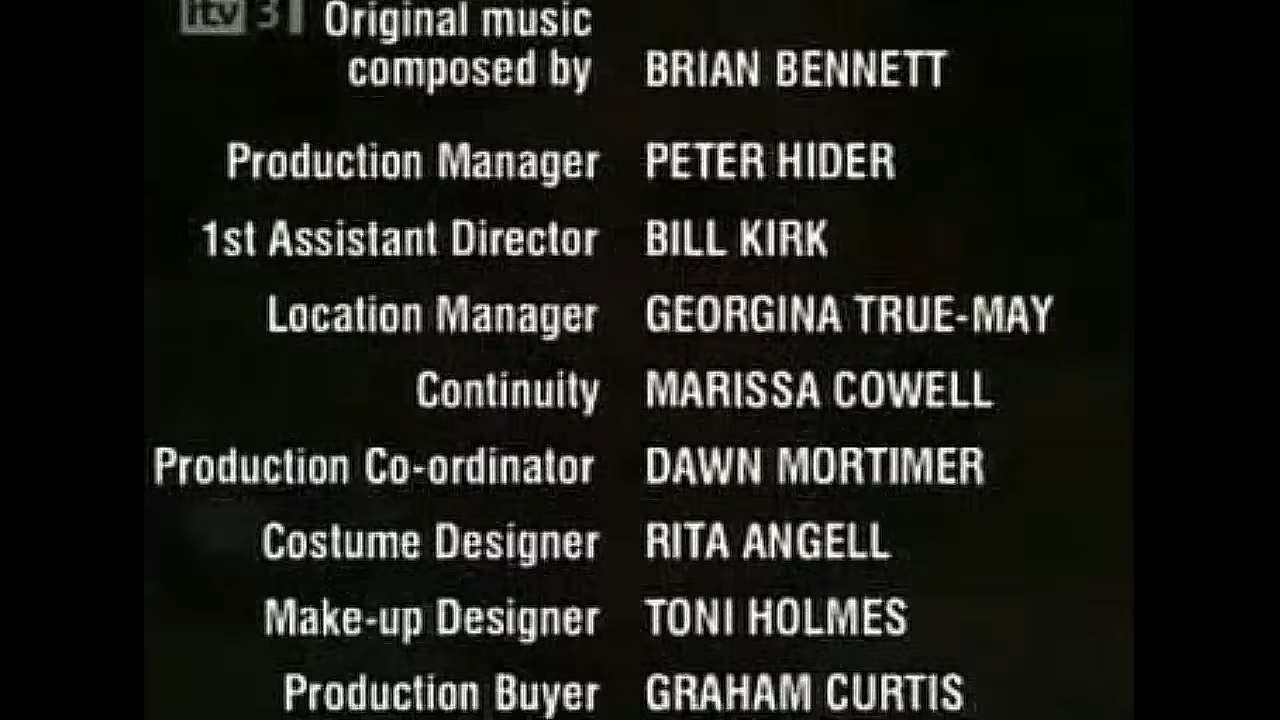 itv 3
Original music
composed by BRIAN BENNETT
Production Manager PETER HIDER
1st Assistant Director BILL KIRK
Location Manager GEORGINA TRUE-MAY
Continuity MARISSA COWELL
Production Co-ordinator DAWN MORTIMER
Costume Designer RITA ANGELL
Make-up Designer TONI HOLMES
Production Buyer GRAHAM CURTIS